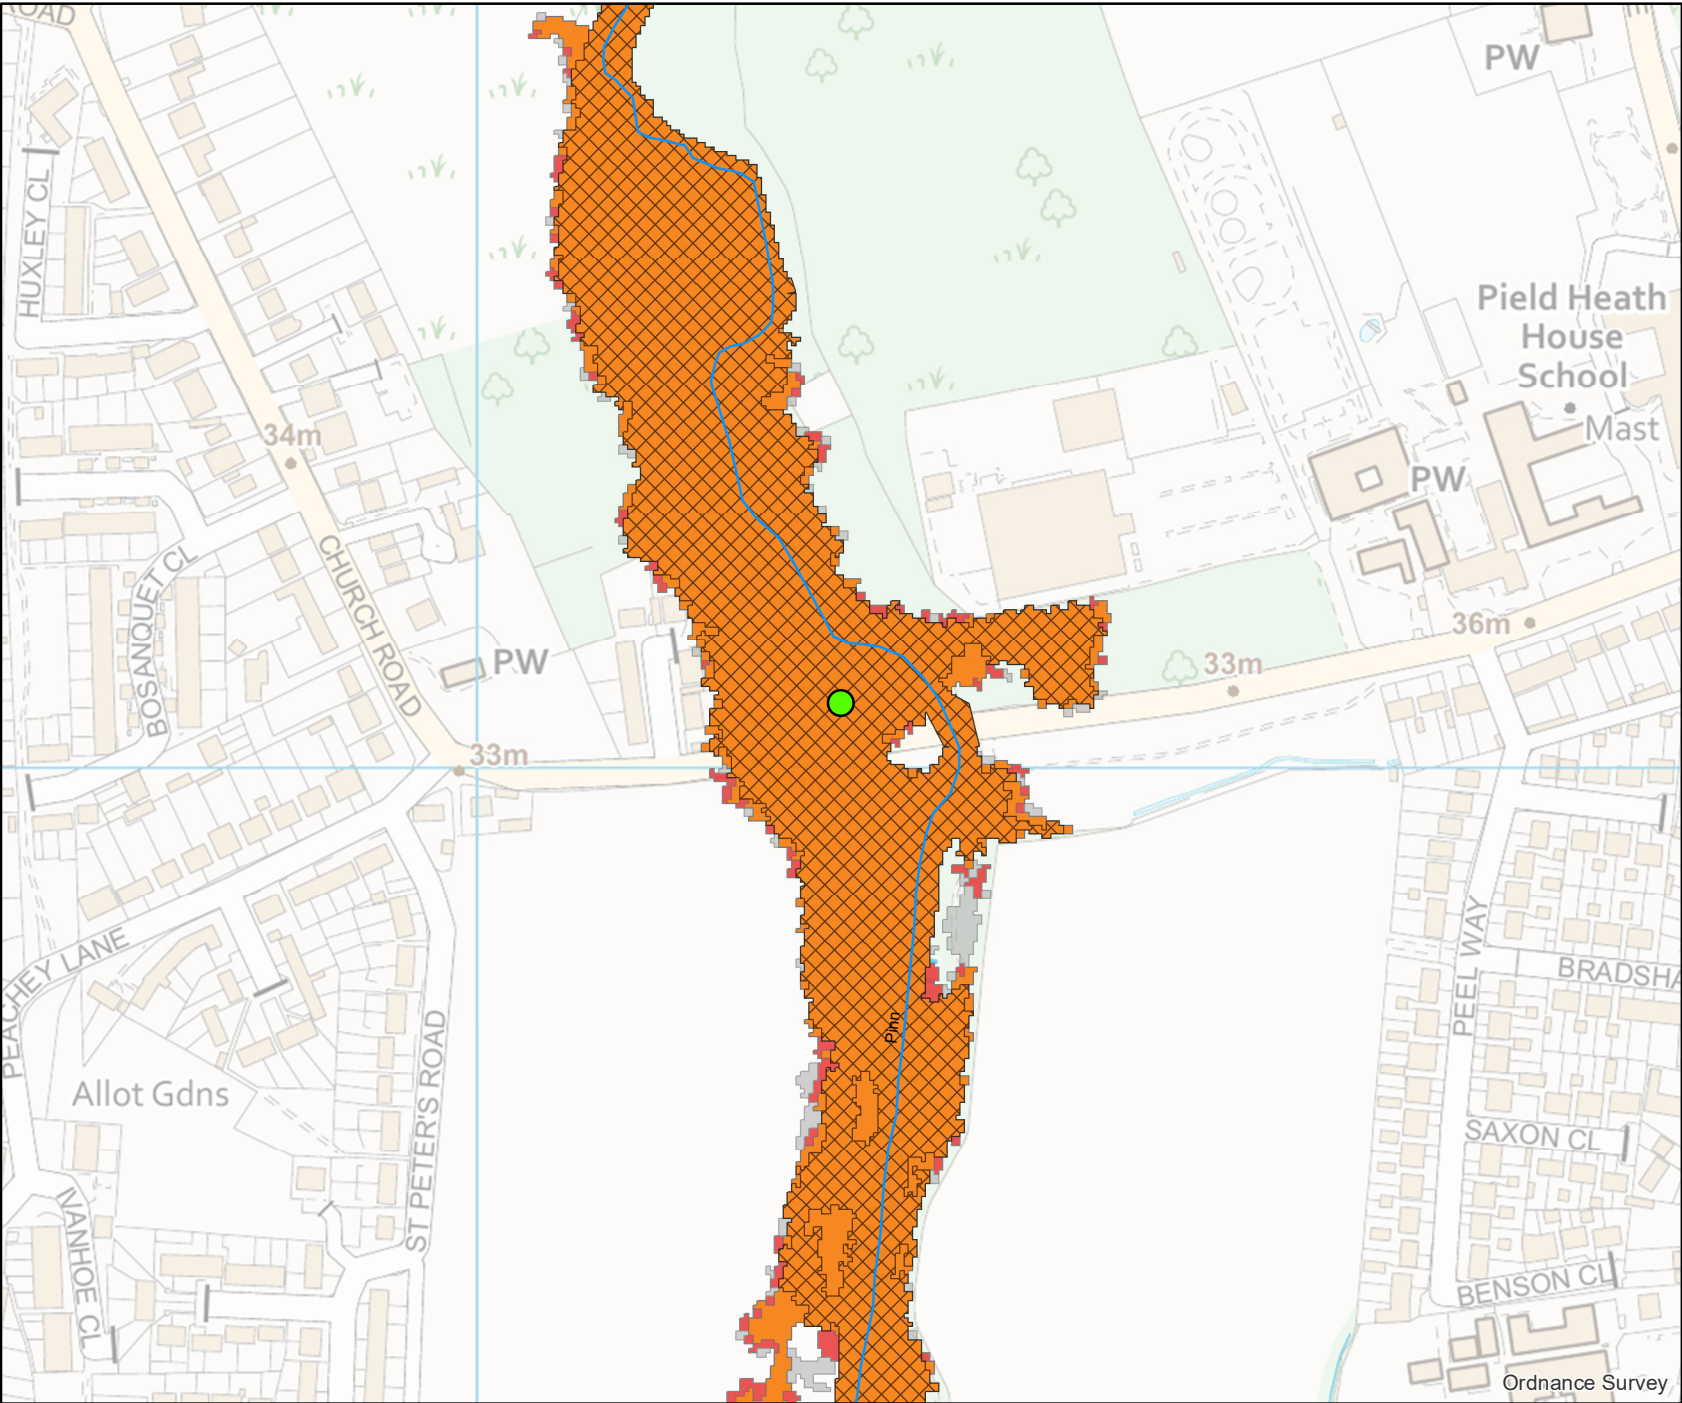 ROAD
PW
HUXLEY CL
Pield Heath
House
School
34m
Mast
PW
CHURCH ROAD
BOSANQUET CL
36m
PW
33m
33m
PEACHEY LANE
PEEL WAY
BRADSHA
Pinn
Allot Gdns
ST PETER'S ROAD
SAXON CL
IVANHOE CL
BENSON CL
Ordnance Survey